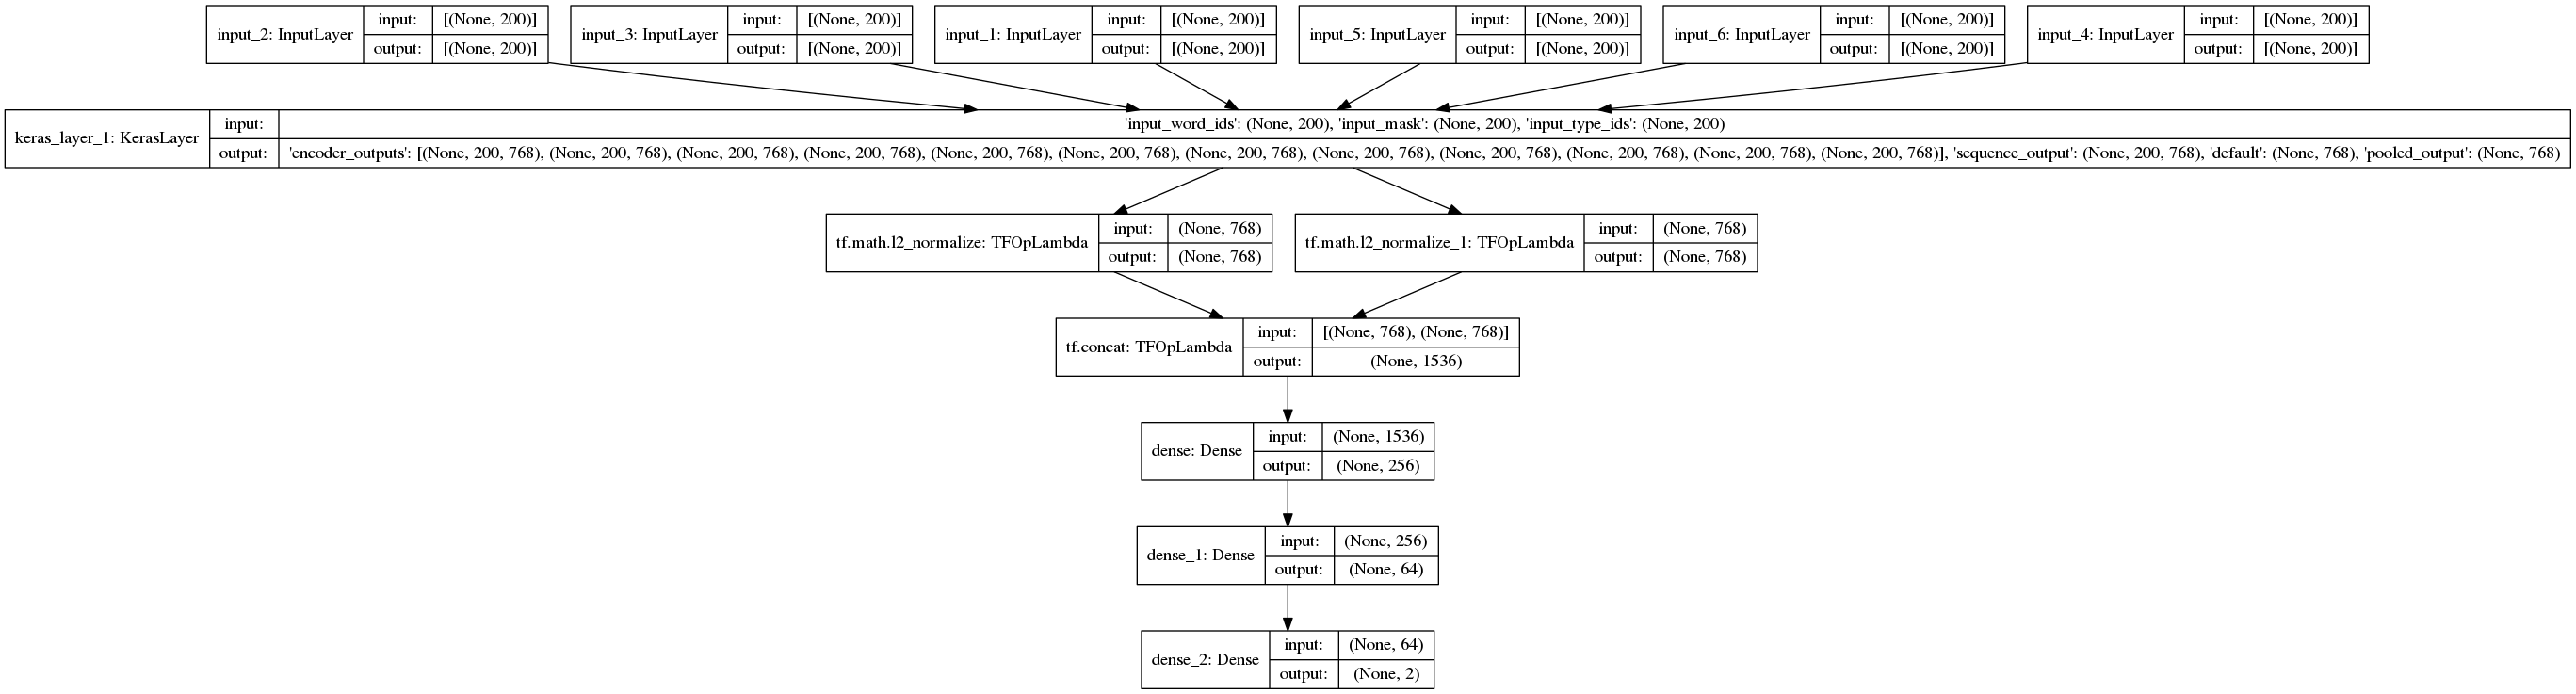 input_2: InputLayer input: [(None, 200)] output: [(None, 200)]
input_3: InputLayer input: [(None, 200)] output: [(None, 200)]
input_1: InputLayer input: [(None, 200)] output: [(None, 200)]
input_5: InputLayer input: [(None, 200)] output: [(None, 200)]
input_6: InputLayer input: [(None, 200)] output: [(None, 200)]
input_4: InputLayer input: [(None, 200)] output: [(None, 200)]
keras_layer_1: KerasLayer
input: 'input_word_ids': (None, 200), 'input_mask': (None, 200), 'input_type_ids': (None, 200)
output: 'encoder_outputs': [(None, 200, 768), (None, 200, 768), (None, 200, 768), (None, 200, 768), (None, 200, 768), (None, 200, 768), (None, 200, 768), (None, 200, 768), (None, 200, 768), (None, 200, 768), (None, 200, 768), (None, 200, 768)], 'sequence_output': (None, 200, 768), 'default': (None, 768), 'pooled_output': (None, 768)
tf.math.l2_normalize: TFOpLambda input: (None, 768) output: (None, 768)
tf.math.l2_normalize_1: TFOpLambda input: (None, 768) output: (None, 768)
tf.concat: TFOpLambda input: [(None, 768), (None, 768)] output: (None, 1536)
dense: Dense input: (None, 1536) output: (None, 256)
dense_1: Dense input: (None, 256) output: (None, 64)
dense_2: Dense input: (None, 64) output: (None, 2)